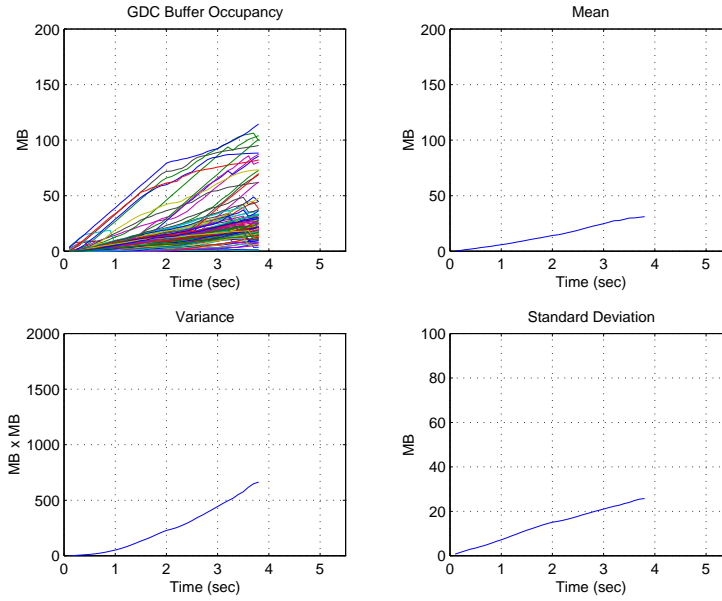 GDC Buffer Occupancy
200
150
100
50
0
MB
0 1 2 3 4 5
Time (sec)
Mean
200
150
100
50
0
MB
0 1 2 3 4 5
Time (sec)
Variance
2000
1500
1000
500
0
MB x MB
0 1 2 3 4 5
Time (sec)
Standard Deviation
100
80
60
40
20
0
MB
0 1 2 3 4 5
Time (sec)